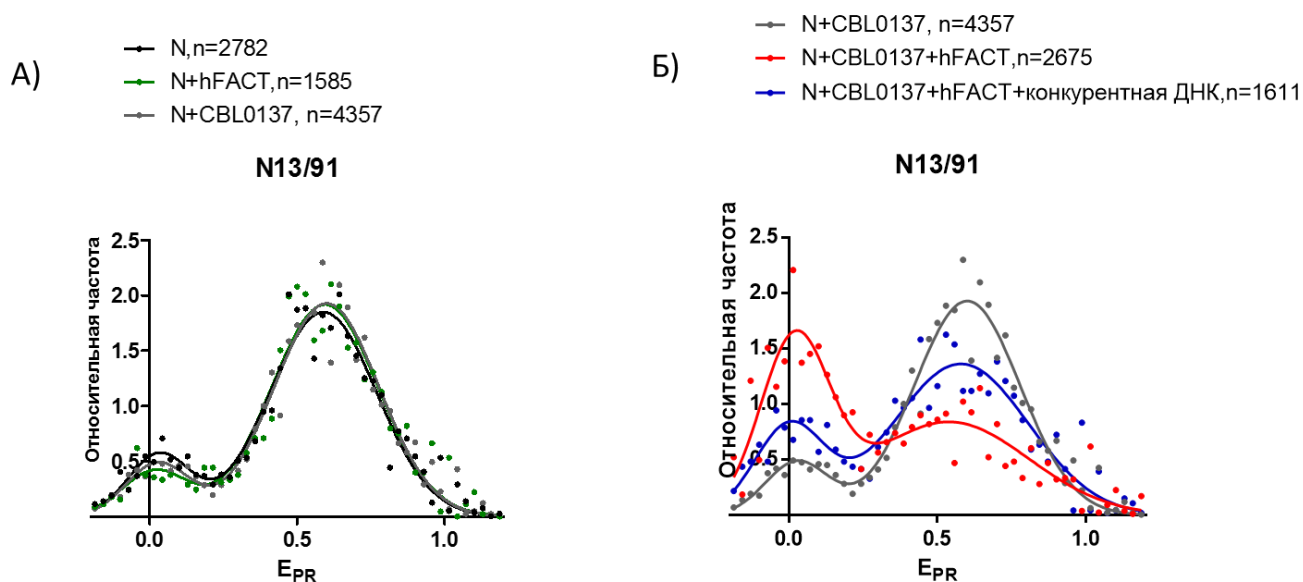 А)
N,n=2782
N+hFACT,n=1585
N+CBL0137, n=4357
N13/91
Относительная частота
2.5
2.0
1.5
1.0
0.5
0.0
0.5
1.0
EPR
Б)
N+CBL0137, n=4357
N+CBL0137+hFACT,n=2675
N+CBL0137+hFACT+конкурентная ДНК,n=1611
N13/91
Относительная частота
2.5
2.0
1.5
1.0
0.5
0.0
0.5
1.0
EPR